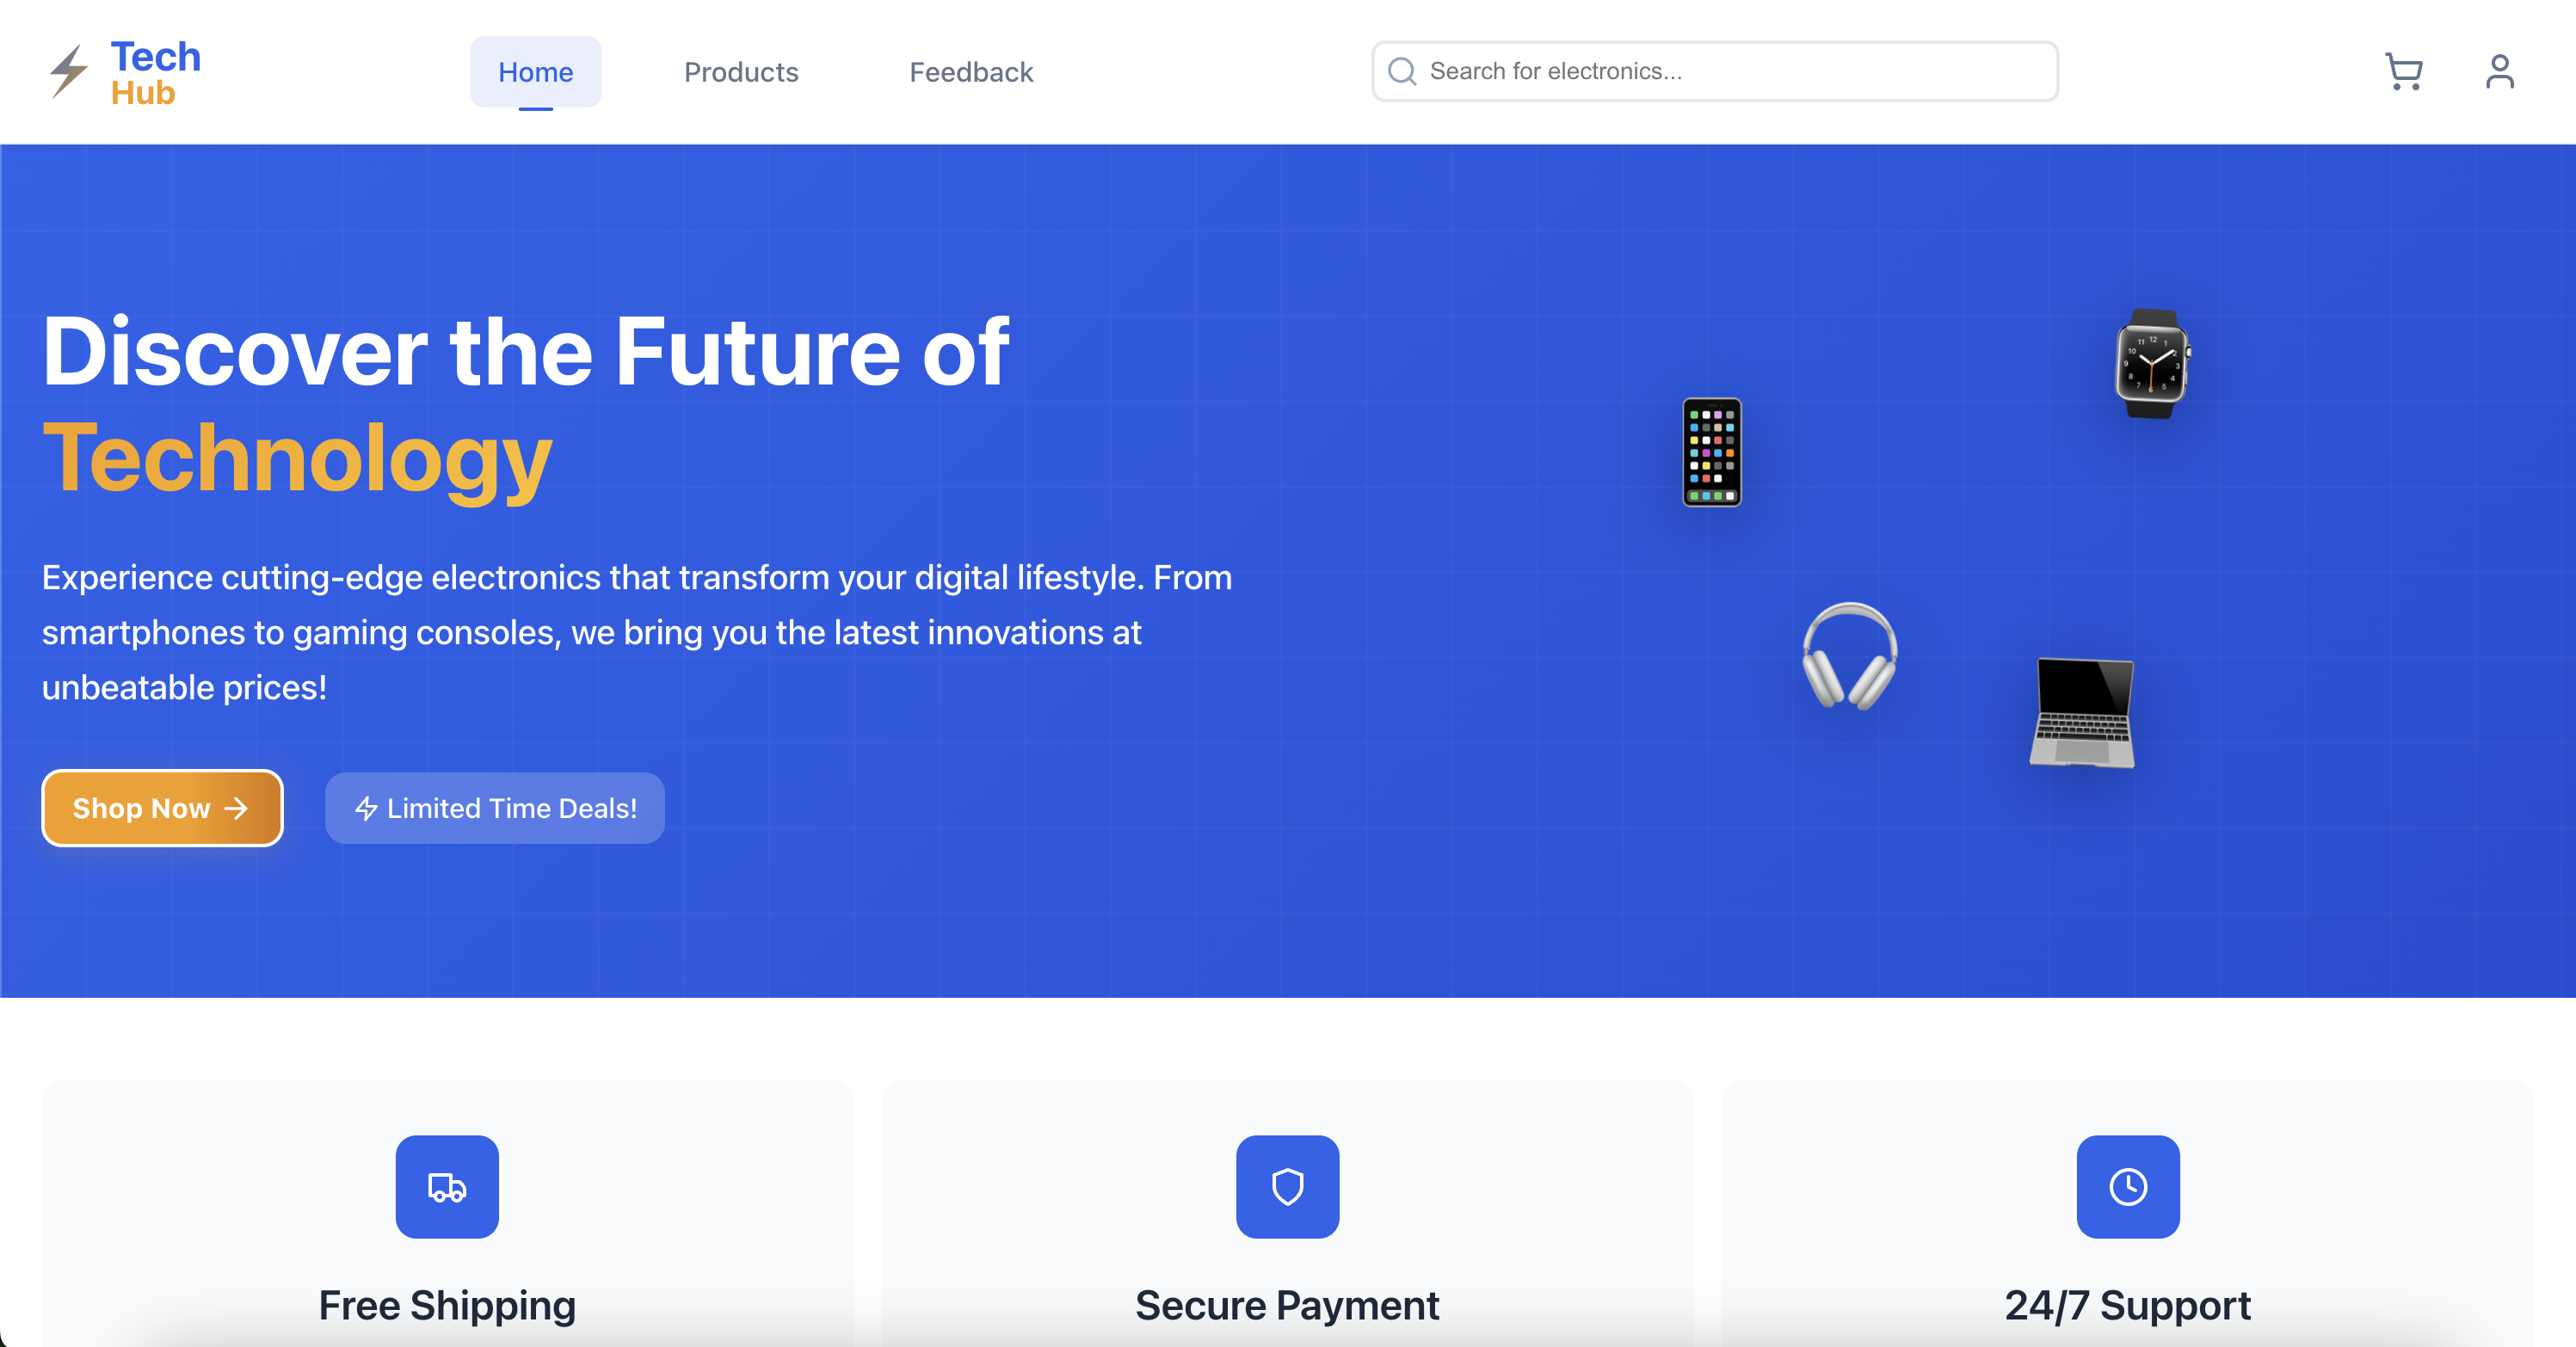 Tech
Hub
Home
Products
Feedback
Search for electronics...
Discover the Future of
Technology
Experience cutting-edge electronics that transform your digital lifestyle. From
smartphones to gaming consoles, we bring you the latest innovations at
unbeatable prices!
Shop Now
Limited Time Deals!
Free Shipping
Secure Payment
24/7 Support